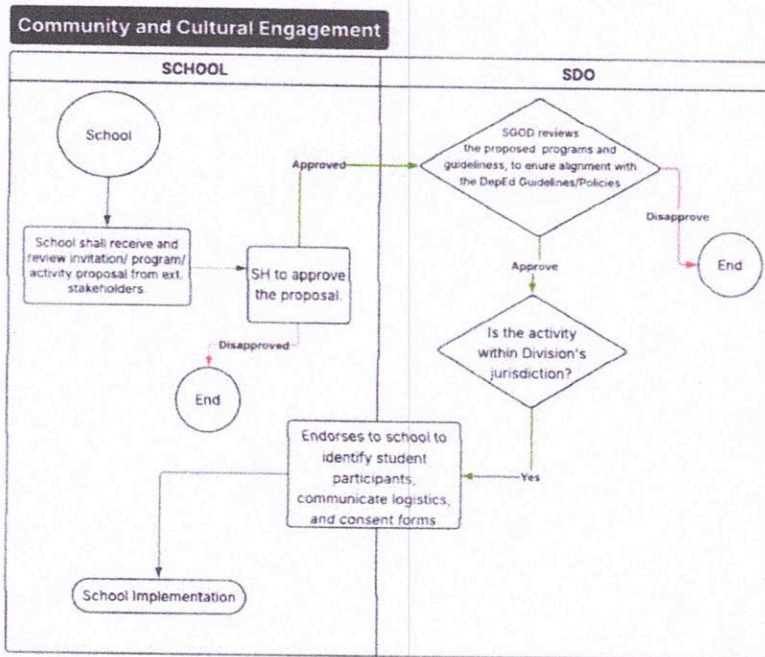 Community and Cultural Engagement
SCHOOL
SDO
School
School shall receive and
review invitation/ program/
activity proposal from ext.
stakeholders.
SH to approve
the proposal.
Approved
Disapproved
End
SGOD reviews
the proposed programs and
guideliness, to enure alignment with
the DepEd Guidelines/Policies
Disapprove
End
Approve
Is the activity
within Division's
jurisdiction?
Yes
Endorses to school to
identify student
participants,
communicate logistics,
and consent forms
School Implementation